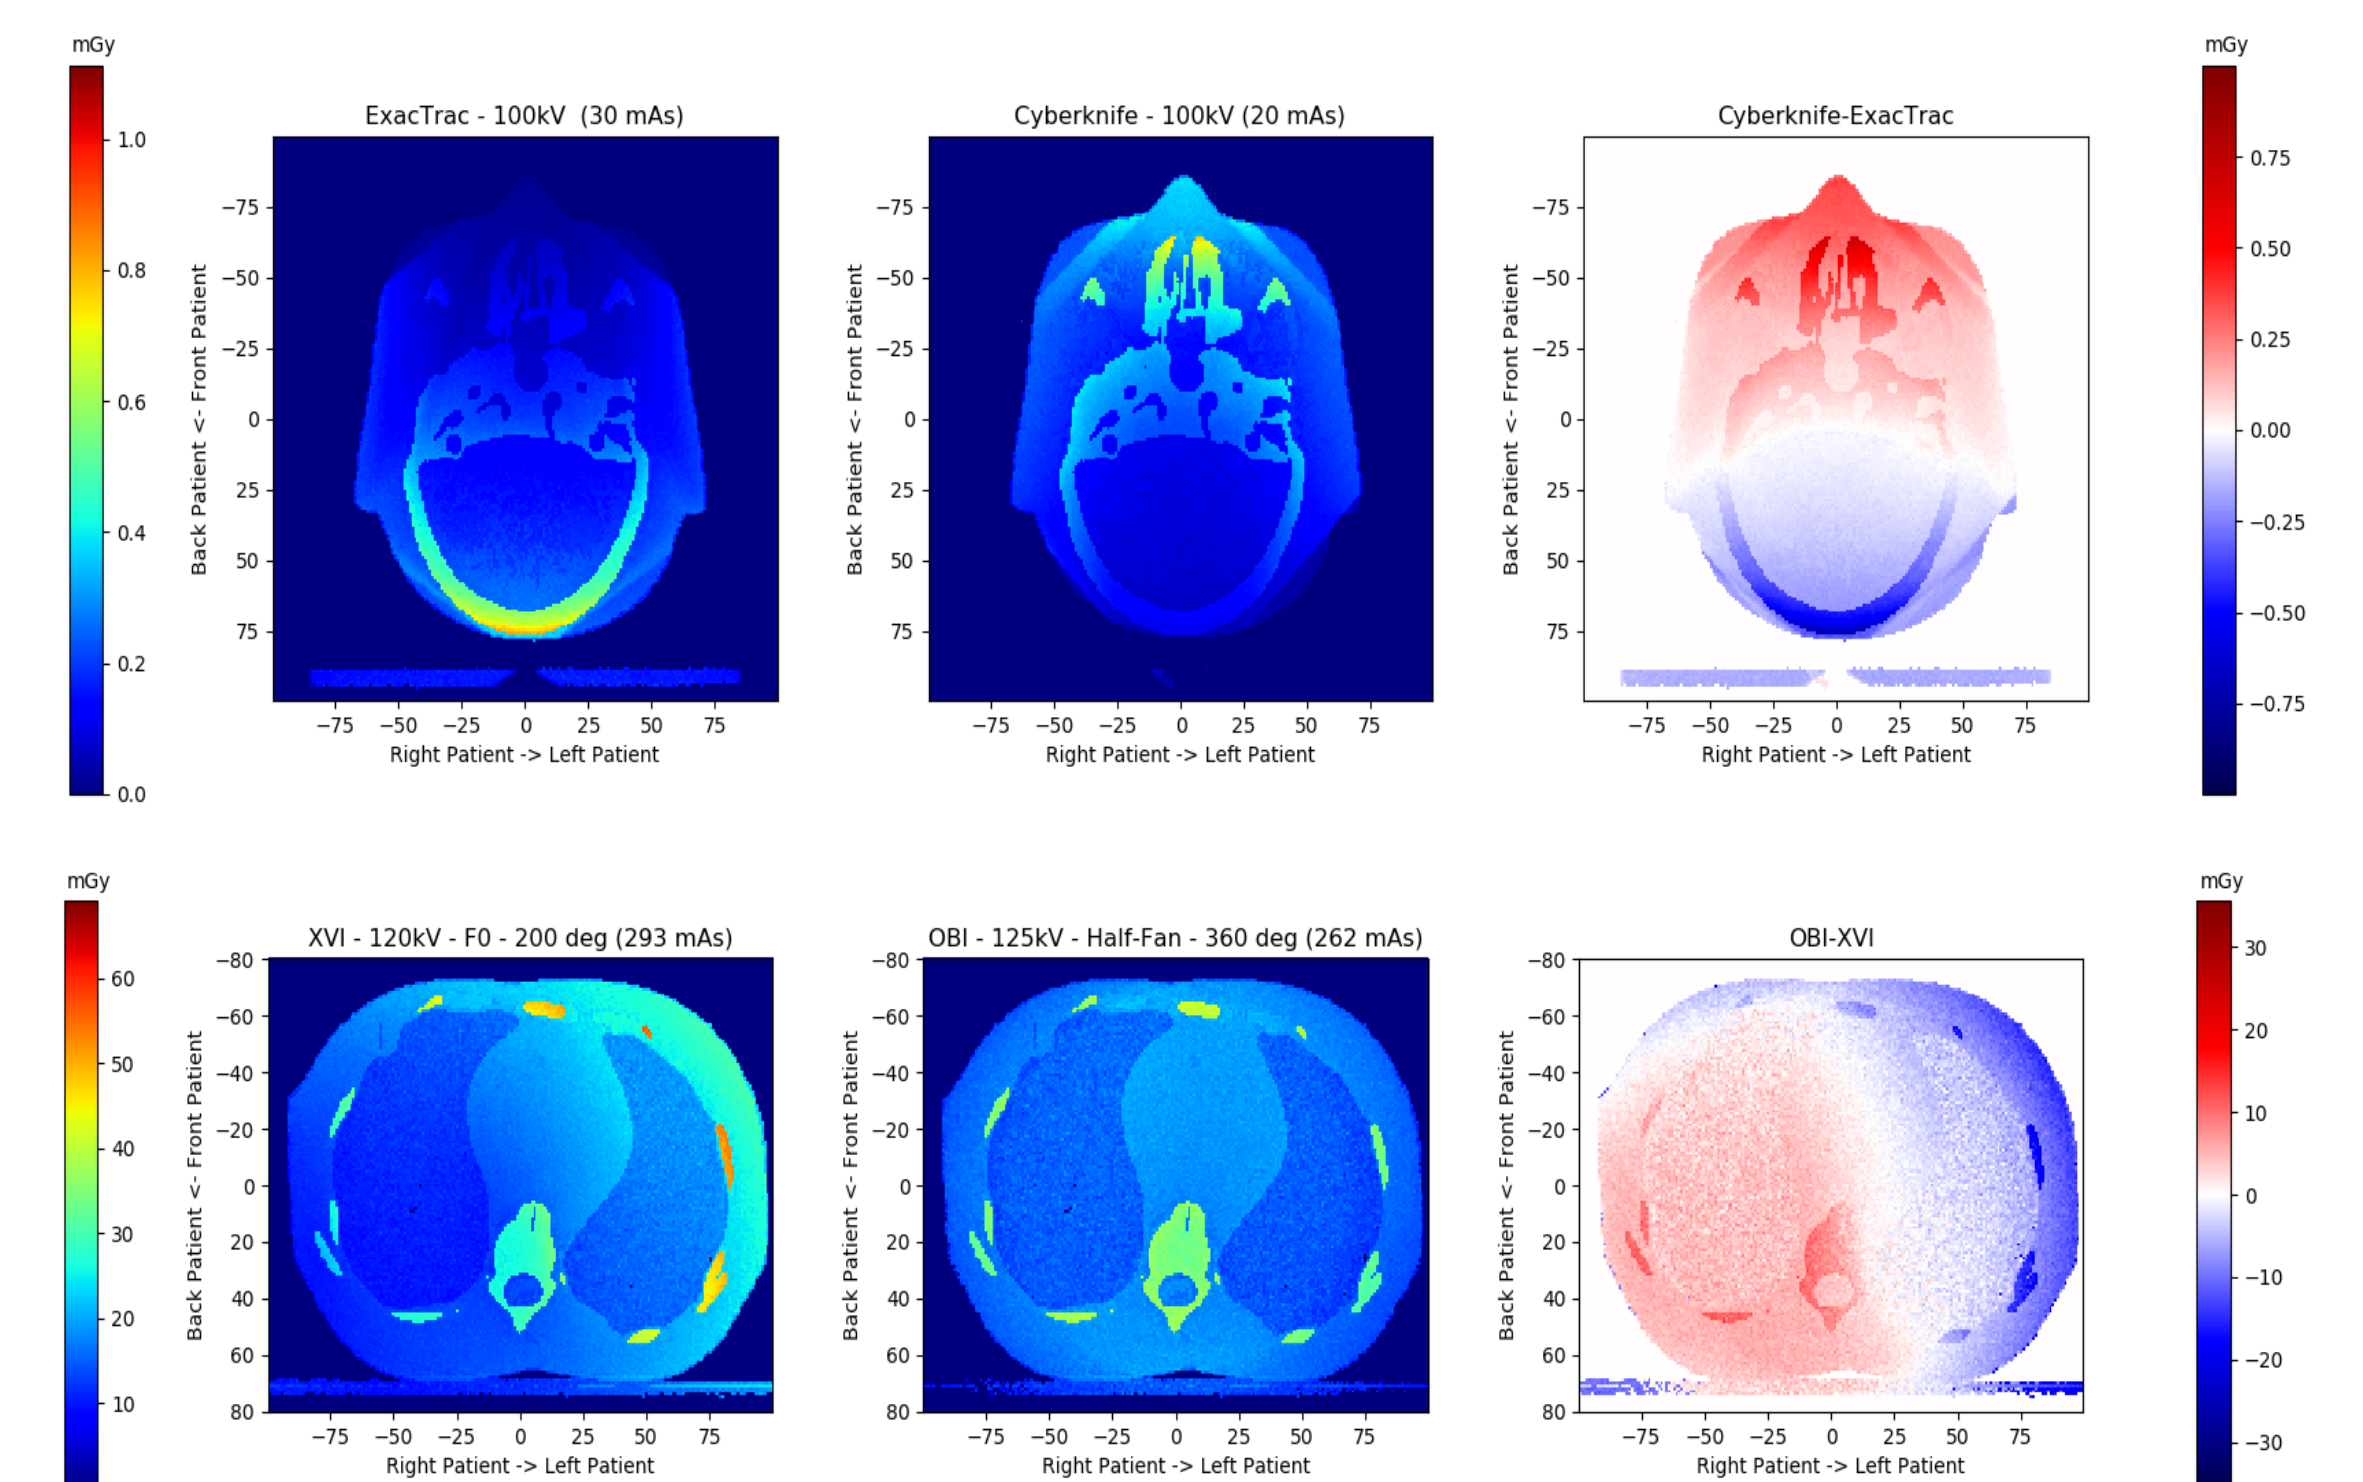 mGy
1.0
0.8
0.6
0.4
0.2
0.0
ExacTrac - 100kV (30 mAs)
Back Patient <- Front Patient
−75
−50
−25
0
25
50
75
−75 −50 −25 0 25 50 75
Right Patient -> Left Patient
Cyberknife - 100kV (20 mAs)
Back Patient <- Front Patient
−75
−50
−25
0
25
50
75
−75 −50 −25 0 25 50 75
Right Patient -> Left Patient
Cyberknife-ExacTrac
Back Patient <- Front Patient
−75
−50
−25
0
25
50
75
−75 −50 −25 0 25 50 75
Right Patient -> Left Patient
mGy
0.75
0.50
0.25
0.00
−0.25
−0.50
−0.75
mGy
60
50
40
30
20
10
XVI - 120kV - F0 - 200 deg (293 mAs)
Back Patient <- Front Patient
−80
−60
−40
−20
0
20
40
60
80
−75 −50 −25 0 25 50 75
Right Patient -> Left Patient
OBI - 125kV - Half-Fan - 360 deg (262 mAs)
Back Patient <- Front Patient
−80
−60
−40
−20
0
20
40
60
80
−75 −50 −25 0 25 50 75
Right Patient -> Left Patient
OBI-XVI
Back Patient <- Front Patient
−80
−60
−40
−20
0
20
40
60
80
−75 −50 −25 0 25 50 75
Right Patient -> Left Patient
mGy
30
20
10
0
−10
−20
−30